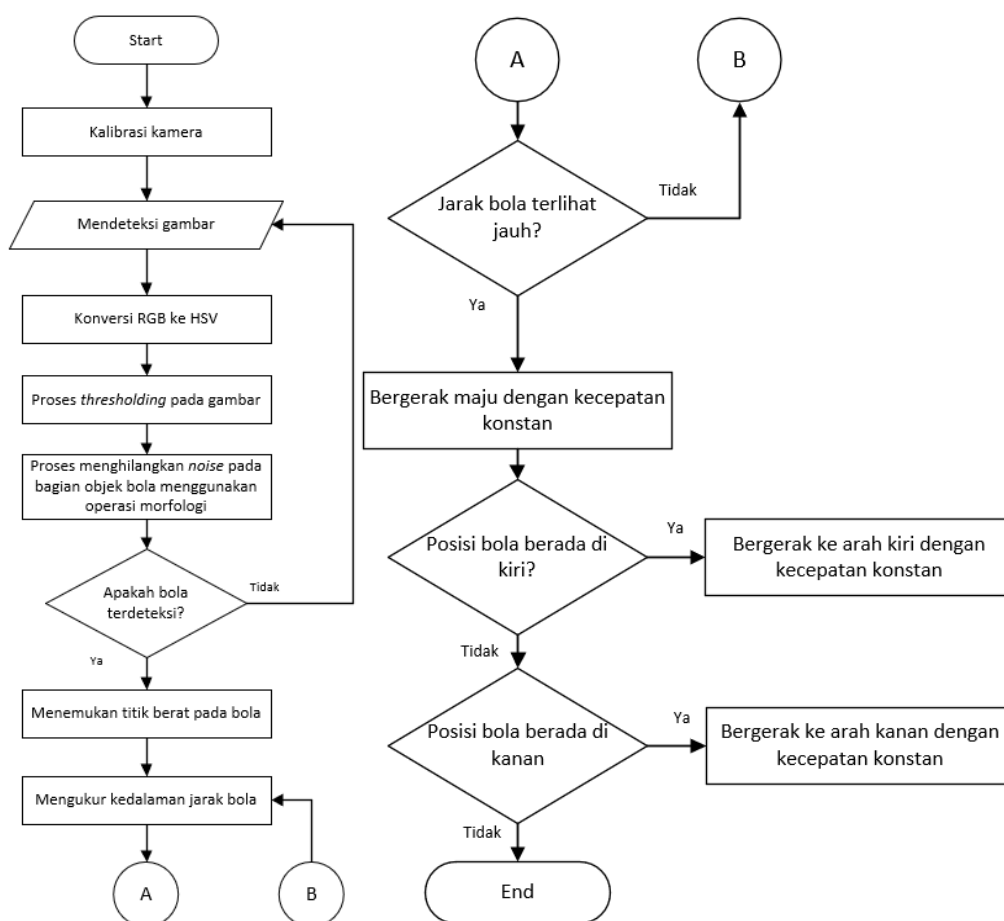 Start
Kalibrasi kamera
Mendeteksi gambar
Konversi RGB ke HSV
Proses thresholding pada gambar
Proses menghilangkan noise pada
bagian objek bola menggunakan
operasi morfologi
Apakah bola
terdeteksi?
Tidak
Ya
Menemukan titik berat pada bola
Mengukur kedalaman jarak bola
A
B
A
B
Jarak bola terlihat
jauh?
Tidak
Ya
Bergerak maju dengan kecepatan
konstan
Posisi bola berada di
kiri?
Ya
Bergerak ke arah kiri dengan
kecepatan konstan
Tidak
Posisi bola berada di
kanan
Ya
Bergerak ke arah kanan dengan
kecepatan konstan
Tidak
End